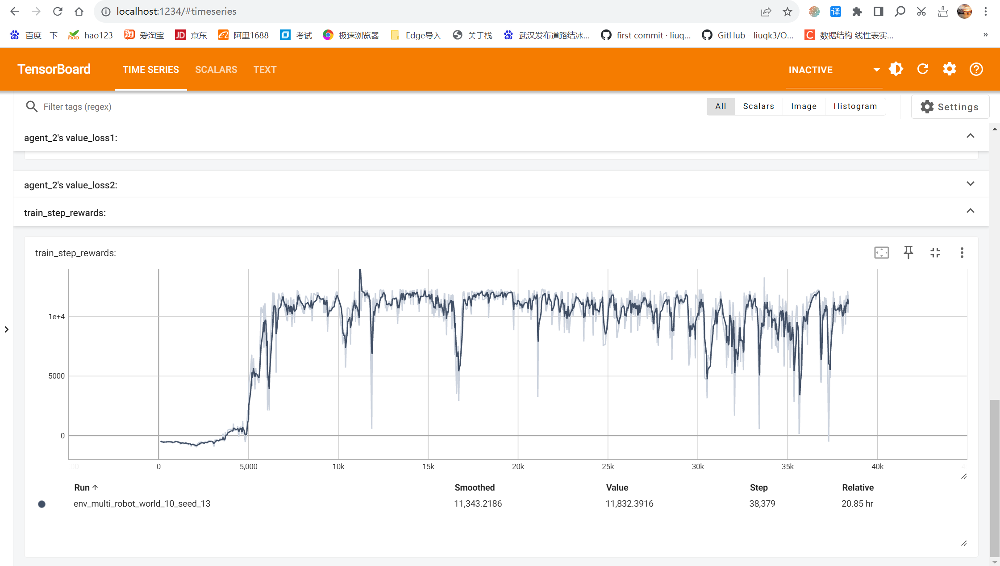 localhost:1234/#timeseries
译
百度一下 hao123 爱淘宝 京东 阿里1688 考试 极速浏览器 Edge导入 关于栈 武汉发布道路结冰... first commit · liuq... GitHub - liuqk3/O... 数据结构 线性表实... »
TensorBoard TIME SERIES SCALARS TEXT INACTIVE
Filter tags (regex) All Scalars Image Histogram Settings
agent_2's value_loss1:
agent_2's value_loss2:
train_step_rewards:
train_step_rewards:
1e+4
5000
0
0 5,000 10k 15k 20k 25k 30k 35k 40k
Run ↑ Smoothed Value Step Relative
env_multi_robot_world_10_seed_13 11,343.2186 11,832.3916 38,379 20.85 hr